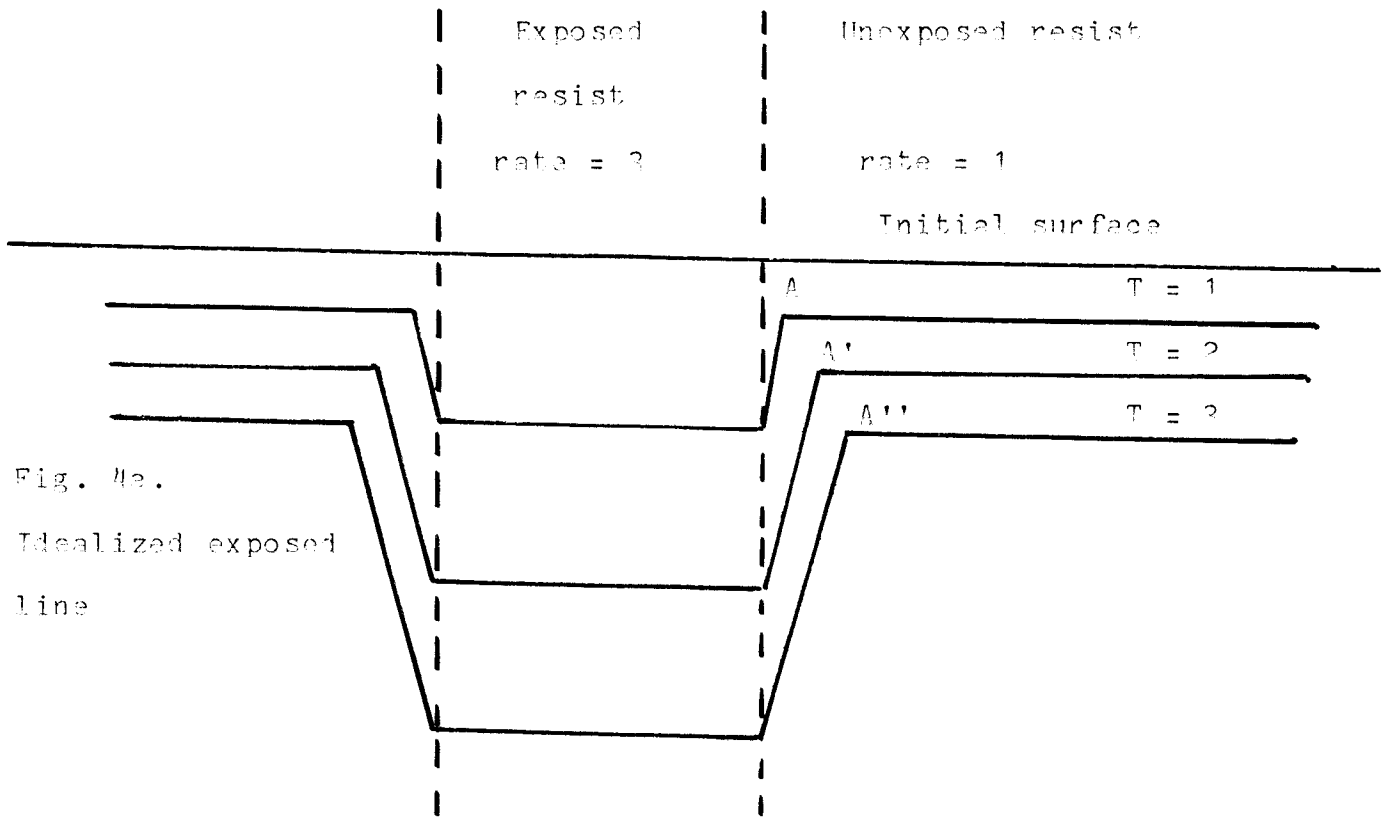 Exposed
resist
rate = 3
Unexposed resist
rate = 1
Initial surface
A T = 1
A' T = 2
A'' T = 3
Fig. 4a.
Idealized exposed
line